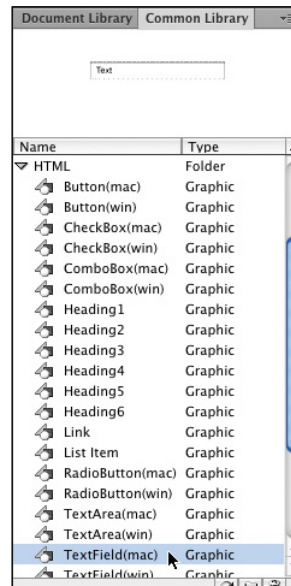 Document Library Common Library
Text
Name Type
HTML Folder
Button(mac) Graphic
Button(win) Graphic
CheckBox(mac) Graphic
CheckBox(win) Graphic
ComboBox(mac) Graphic
ComboBox(win) Graphic
Heading1 Graphic
Heading2 Graphic
Heading3 Graphic
Heading4 Graphic
Heading5 Graphic
Heading6 Graphic
Link Graphic
List Item Graphic
RadioButton(mac) Graphic
RadioButton(win) Graphic
TextArea(mac) Graphic
TextArea(win) Graphic
TextField(mac) Graphic
TextField(win) Graphic